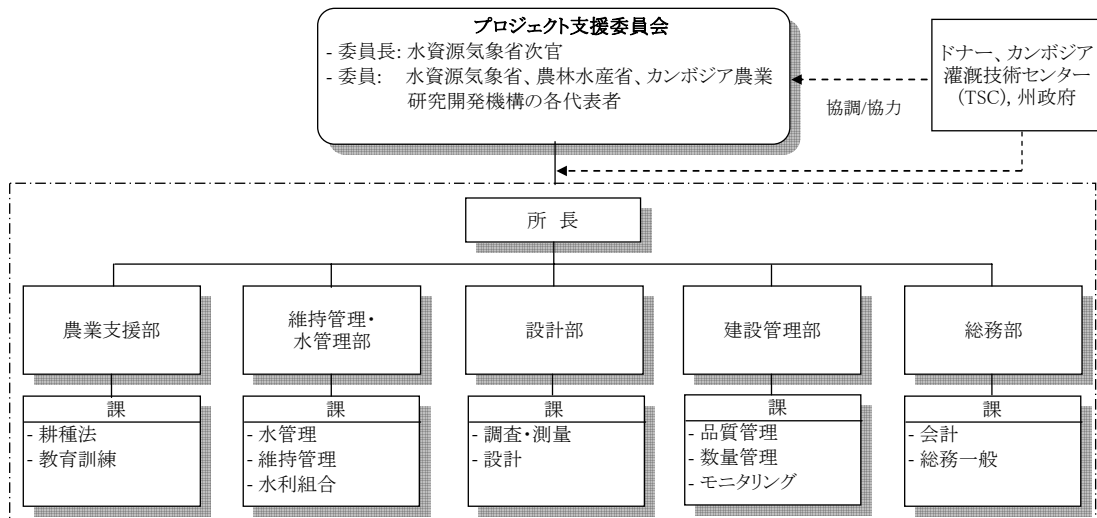 プロジェクト支援委員会
- 委員長: 水資源気象省次官
- 委員: 水資源気象省、農林水産省、カンボジア農業
研究開発機構の各代表者
ドナー、カンボジア
灌漑技術センター
(TSC), 州政府
協調/協力
所 長
農業支援部
維持管理・
水管理部
設計部
建設管理部
総務部
課
- 耕種法
- 教育訓練
課
- 水管理
- 維持管理
- 水利組合
課
- 調査・測量
- 設計
課
- 品質管理
- 数量管理
- モニタリング
課
- 会計
- 総務一般